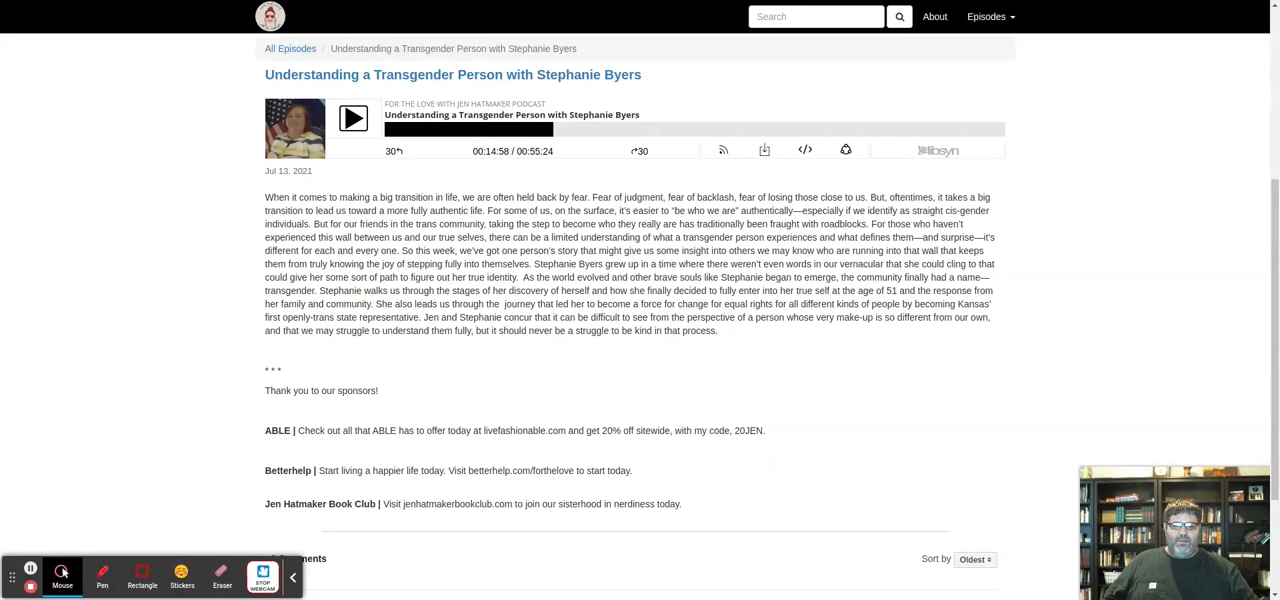 Search
About
Episodes
All Episodes / Understanding a Transgender Person with Stephanie Byers
Understanding a Transgender Person with Stephanie Byers
FOR THE LOVE WITH JEN HATMAKER PODCAST
Understanding a Transgender Person with Stephanie Byers
30 00:14:58 / 00:55:24 30 </> libsyn
Jul 13, 2021
When it comes to making a big transition in life, we are often held back by fear. Fear of judgment, fear of backlash, fear of losing those close to us. But, oftentimes, it takes a big
transition to lead us toward a more fully authentic life. For some of us, on the surface, it's easier to “be who we are” authentically—especially if we identify as straight cis-gender
individuals. But for our friends in the trans community, taking the step to become who they really are has traditionally been fraught with roadblocks. For those who haven't
experienced this wall between us and our true selves, there can be a limited understanding of what a transgender person experiences and what defines them—and surprise—it's
different for each and every one. So this week, we've got one person's story that might give us some insight into others we may know who are running into that wall that keeps
them from truly knowing the joy of stepping fully into themselves. Stephanie Byers grew up in a time where there weren't even words in our vernacular that she could cling to that
could give her some sort of path to figure out her true identity. As the world evolved and other brave souls like Stephanie began to emerge, the community finally had a name—
transgender. Stephanie walks us through the stages of her discovery of herself and how she finally decided to fully enter into her true self at the age of 51 and the response from
her family and community. She also leads us through the journey that led her to become a force for change for equal rights for all different kinds of people by becoming Kansas'
first openly-trans state representative. Jen and Stephanie concur that it can be difficult to see from the perspective of a person whose very make-up is so different from our own,
and that we may struggle to understand them fully, but it should never be a struggle to be kind in that process.
* * *
Thank you to our sponsors!
ABLE | Check out all that ABLE has to offer today at livefashionable.com and get 20% off sitewide, with my code, 20JEN.
Betterhelp | Start living a happier life today. Visit betterhelp.com/forthelove to start today.
Jen Hatmaker Book Club | Visit jenhatmakerbookclub.com to join our sisterhood in nerdiness today.
Sort by Oldest
Mouse Pen Rectangle Stickers Eraser STOP WEBCAM